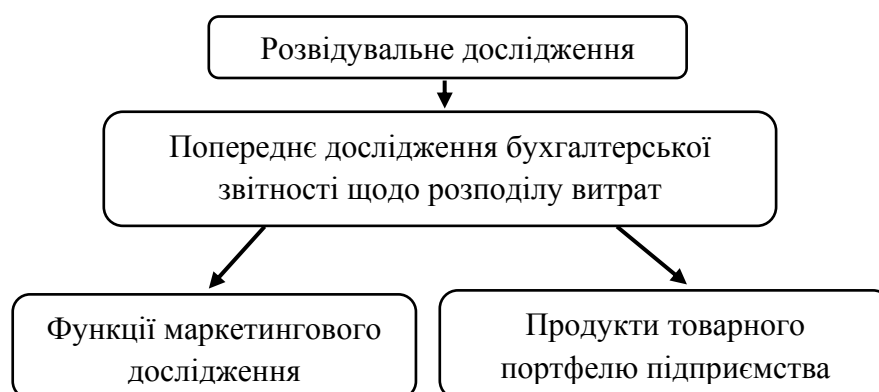 Розвідувальне дослідження
Попереднє дослідження бухгалтерської
звітності щодо розподілу витрат
Функції маркетингового
дослідження
Продукти товарного
портфелю підприємства